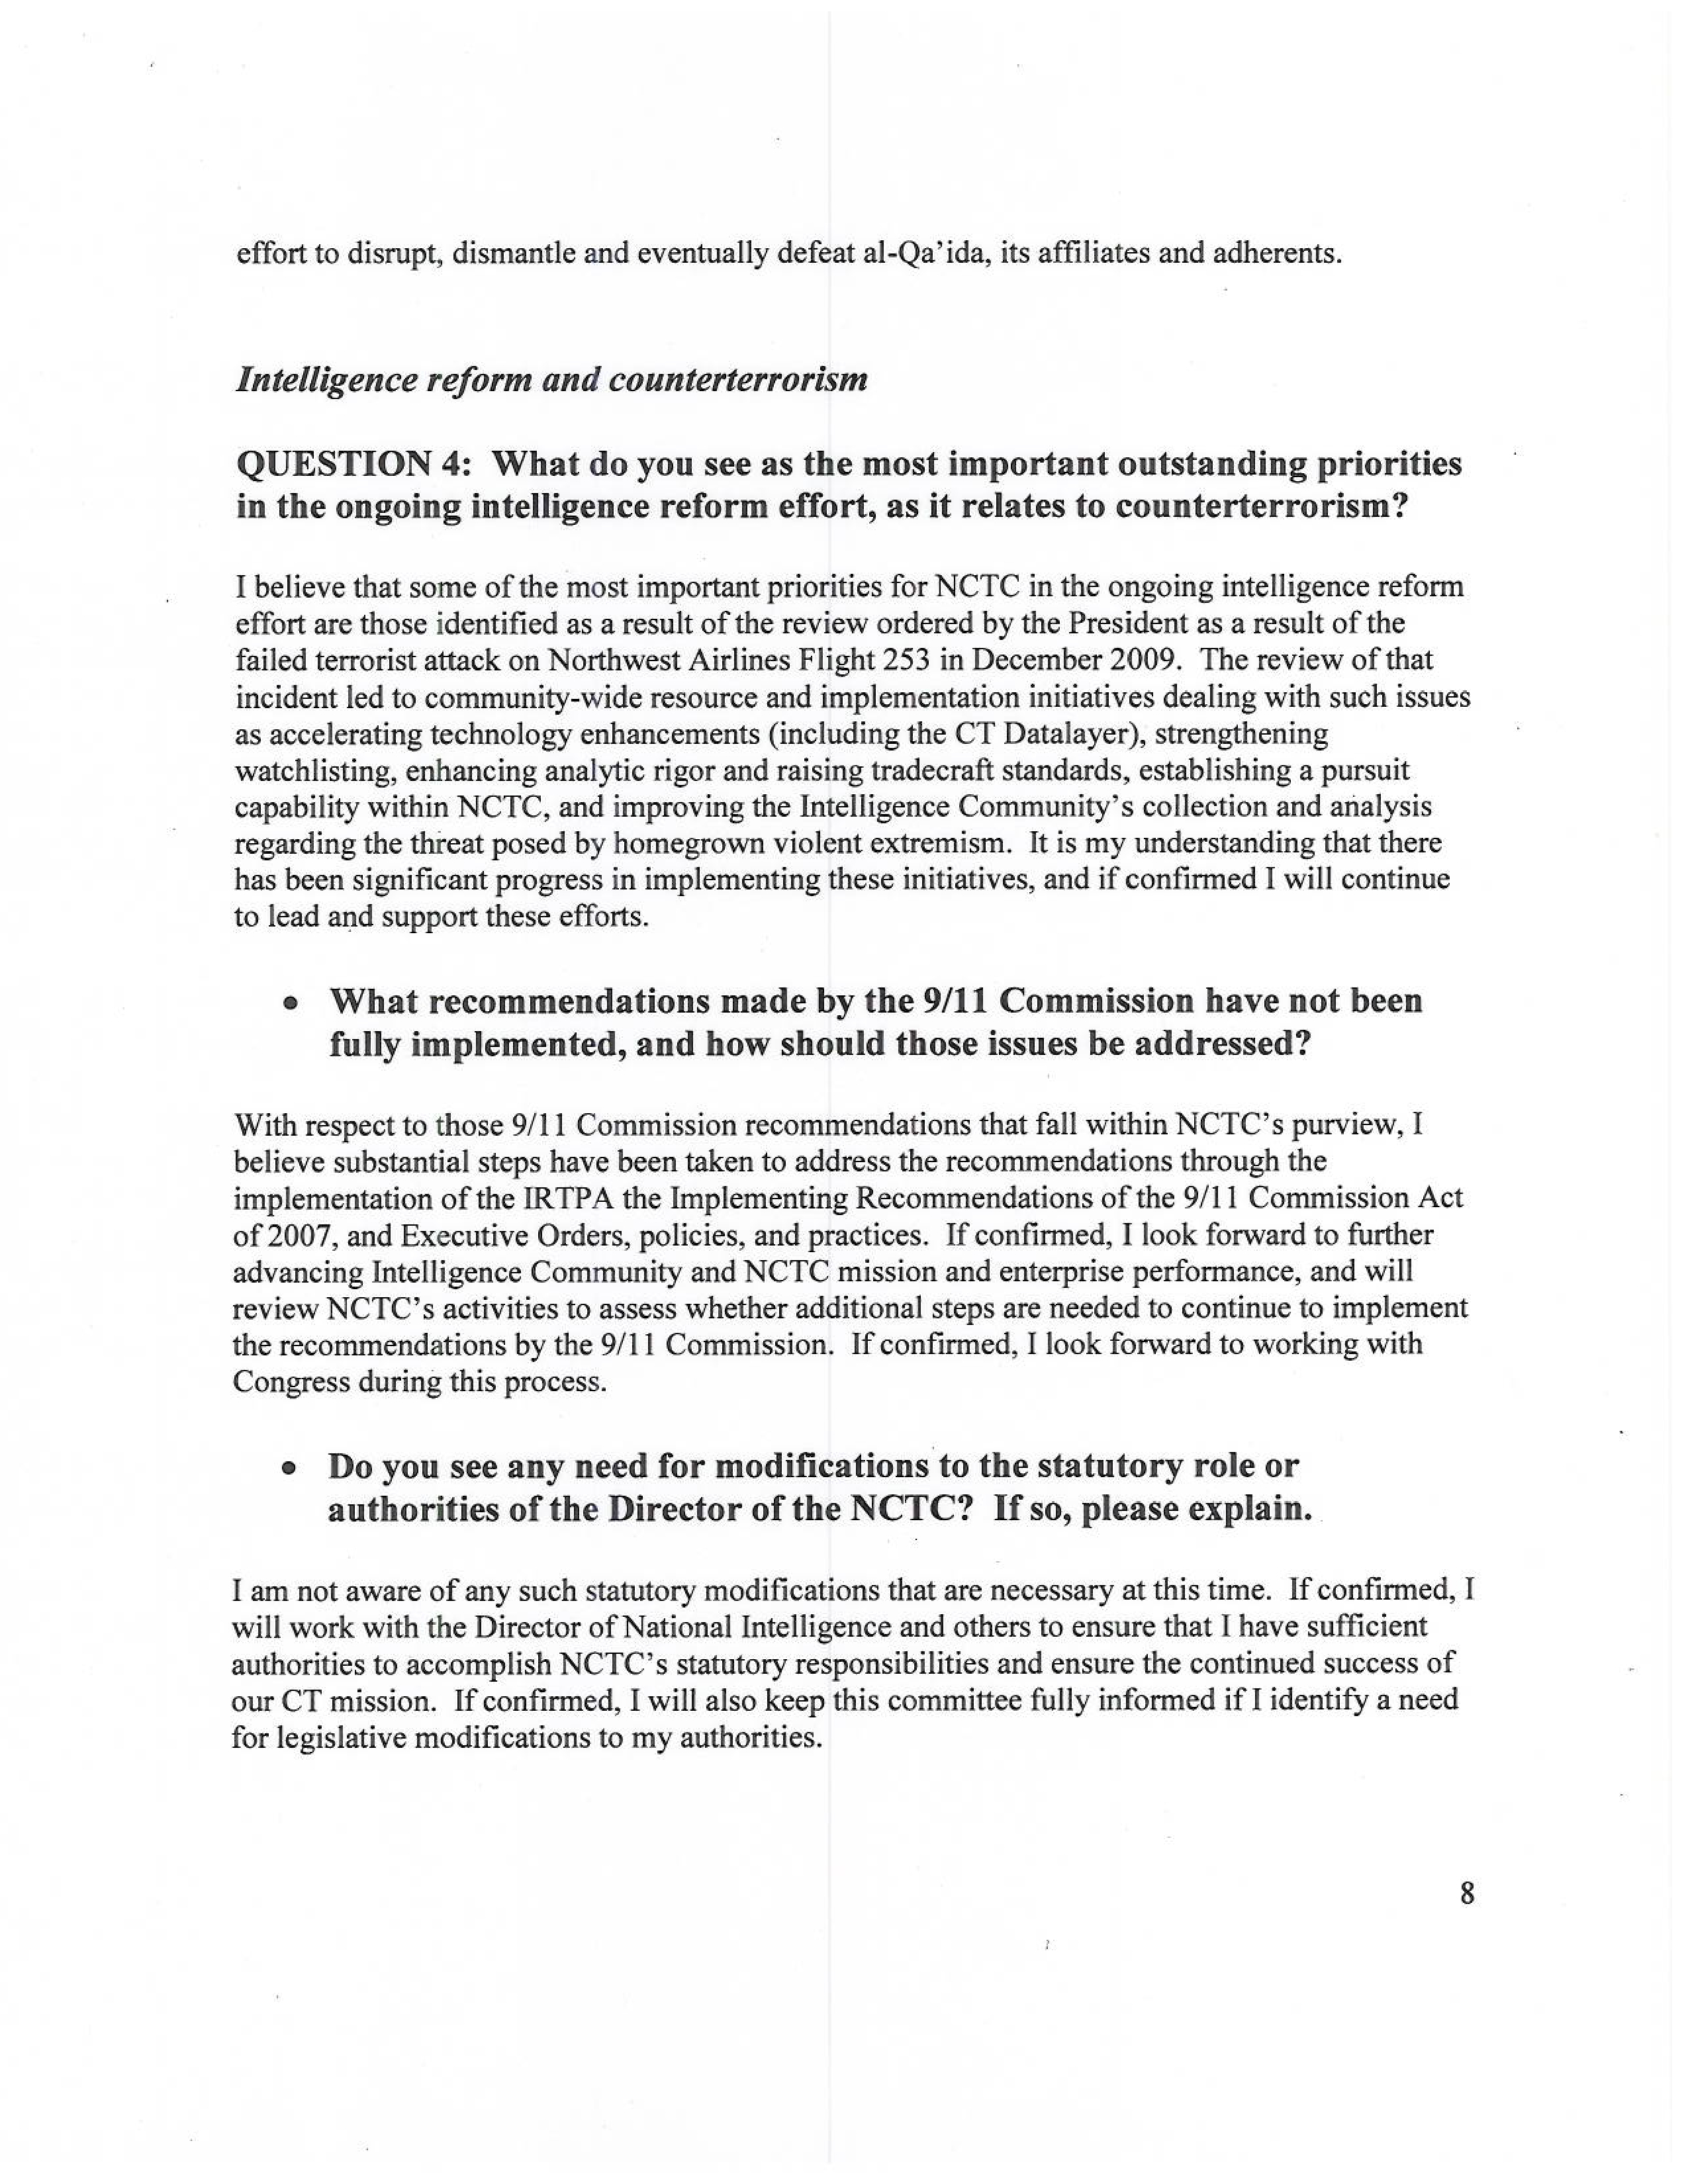 effort to disrupt, dismantle and eventually defeat al-Qa'ida, its affiliates and adherents.
Intelligence reform and counterterrorism
QUESTION 4: What do you see as the most important outstanding priorities
in the ongoing intelligence reform effort, as it relates to counterterrorism?
I believe that some of the most important priorities for NCTC in the ongoing intelligence reform
effort are those identified as a result of the review ordered by the President as a result of the
failed terrorist attack on Northwest Airlines Flight 253 in December 2009. The review of that
incident led to community-wide resource and implementation initiatives dealing with such issues
as accelerating technology enhancements (including the CT Datalayer), strengthening
watchlisting, enhancing analytic rigor and raising tradecraft standards, establishing a pursuit
capability within NCTC, and improving the Intelligence Community's collection and analysis
regarding the threat posed by homegrown violent extremism. It is my understanding that there
has been significant progress in implementing these initiatives, and if confirmed I will continue
to lead and support these efforts.
• What recommendations made by the 9/11 Commission have not been
fully implemented, and how should those issues be addressed?
With respect to those 9/11 Commission recommendations that fall within NCTC's purview, I
believe substantial steps have been taken to address the recommendations through the
implementation of the IRTPA the Implementing Recommendations of the 9/11 Commission Act
of 2007, and Executive Orders, policies, and practices. If confirmed, I look forward to further
advancing Intelligence Community and NCTC mission and enterprise performance, and will
review NCTC's activities to assess whether additional steps are needed to continue to implement
the recommendations by the 9/11 Commission. If confirmed, I look forward to working with
Congress during this process.
• Do you see any need for modifications to the statutory role or
authorities of the Director of the NCTC? If so, please explain.
I am not aware of any such statutory modifications that are necessary at this time. If confirmed, I
will work with the Director of National Intelligence and others to ensure that I have sufficient
authorities to accomplish NCTC's statutory responsibilities and ensure the continued success of
our CT mission. If confirmed, I will also keep this committee fully informed if I identify a need
for legislative modifications to my authorities.
8